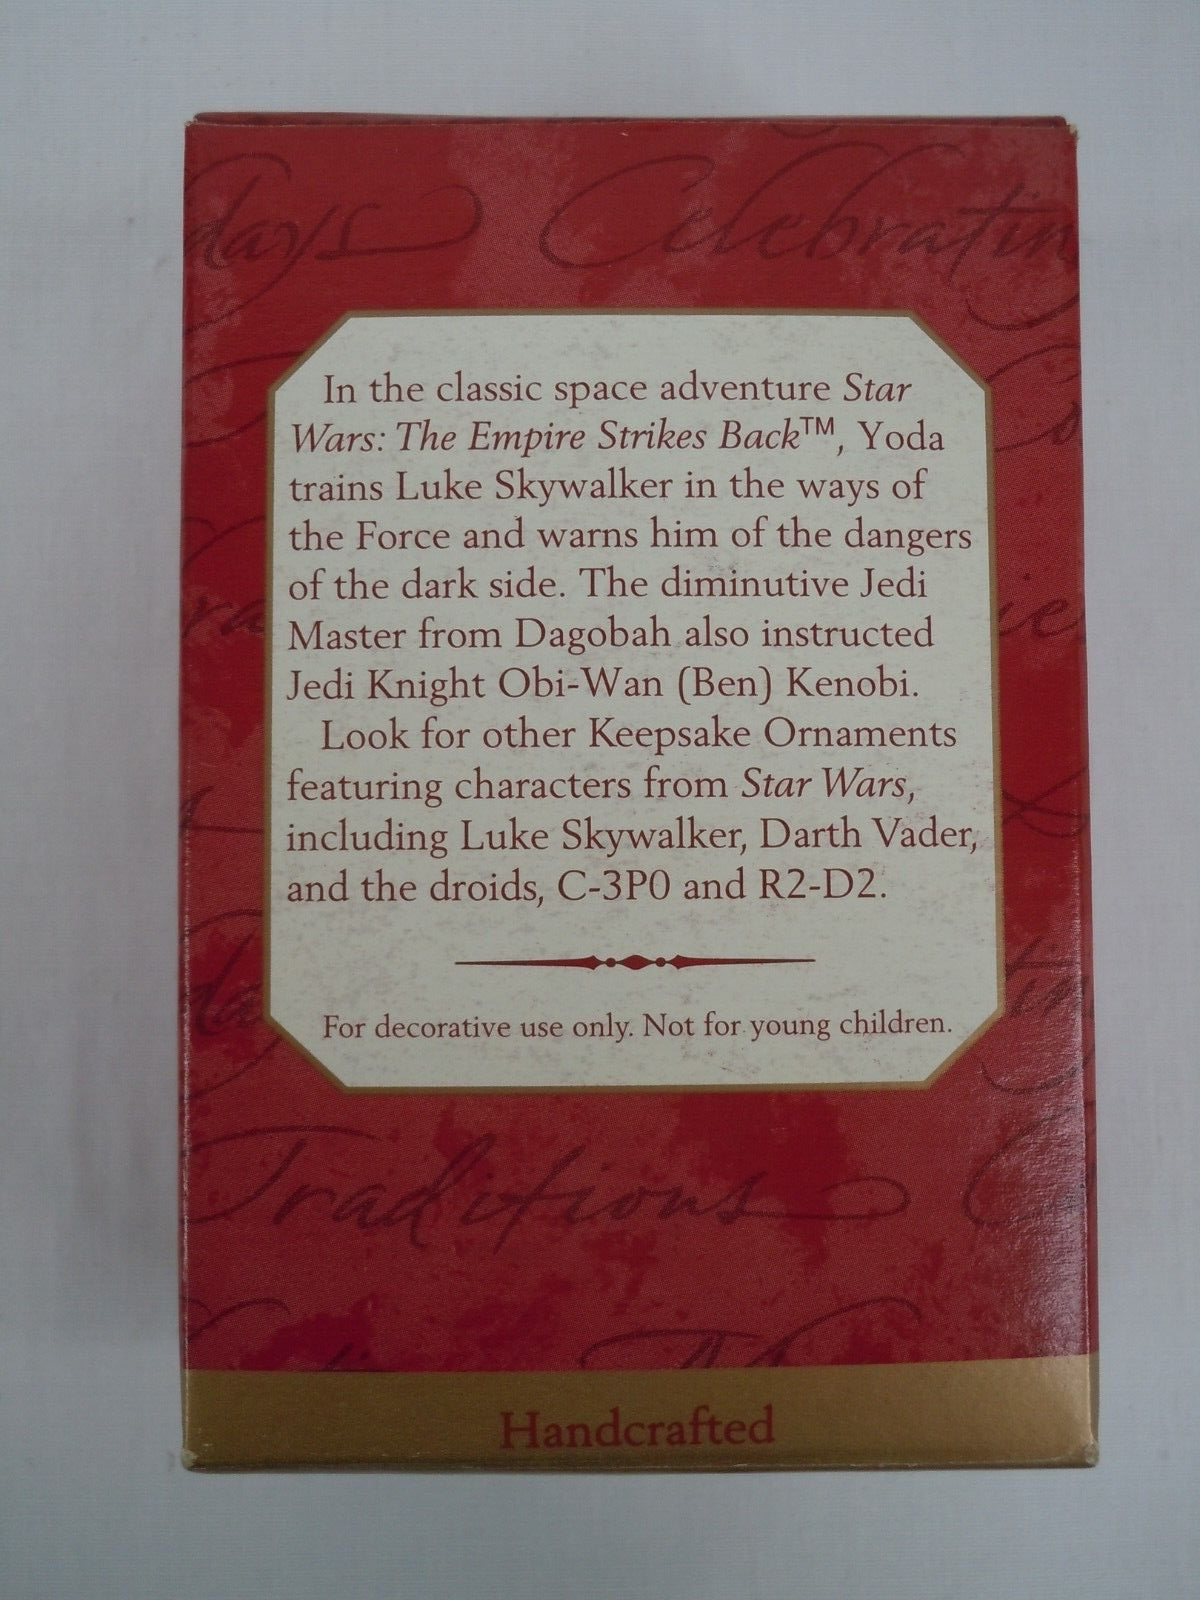 days Celebratin
In the classic space adventure Star
Wars: The Empire Strikes Back™, Yoda
trains Luke Skywalker in the ways of
the Force and warns him of the dangers
of the dark side. The diminutive Jedi
Master from Dagobah also instructed
Jedi Knight Obi-Wan (Ben) Kenobi.
Look for other Keepsake Ornaments
featuring characters from Star Wars,
including Luke Skywalker, Darth Vader,
and the droids, C-3P0 and R2-D2.
For decorative use only. Not for young children.
Traditions
Handcrafted